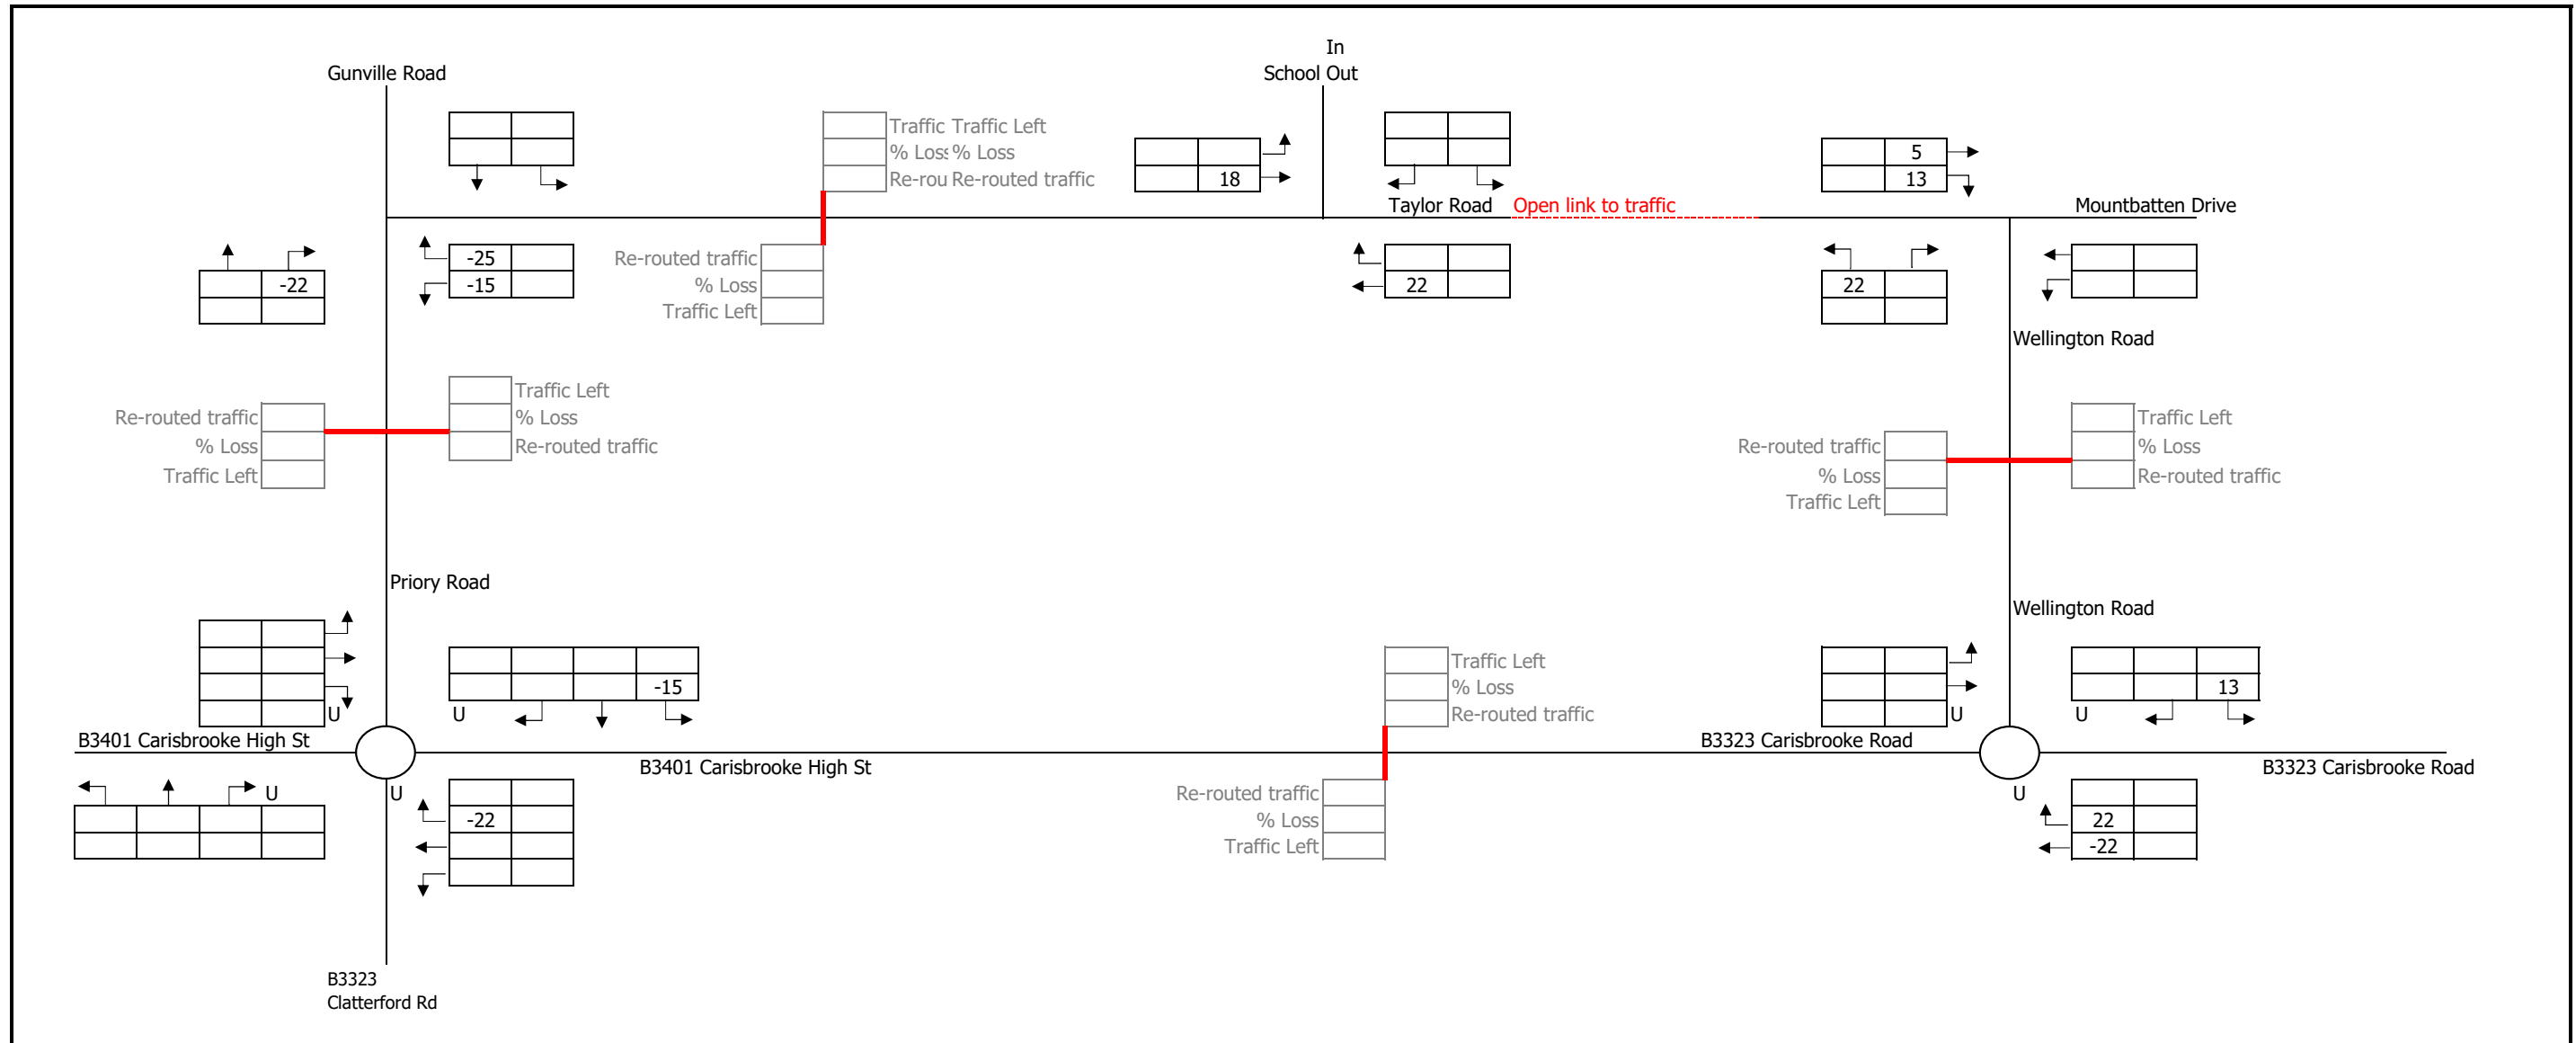 In
Gunville Road
School Out
Traffic Traffic Left
% Loss % Loss
Re-rou Re-routed traffic
5
13
18
Taylor Road
Open link to traffic
Mountbatten Drive
-25
-15
-22
Re-routed traffic
% Loss
Traffic Left
22
22
Wellington Road
Traffic Left
% Loss
Re-routed traffic
Re-routed traffic
% Loss
Traffic Left
Traffic Left
% Loss
Re-routed traffic
Re-routed traffic
% Loss
Traffic Left
Priory Road
Wellington Road
-15
U
U
Traffic Left
% Loss
Re-routed traffic
U
13
U
B3401 Carisbrooke High St
B3401 Carisbrooke High St
B3323 Carisbrooke Road
B3323 Carisbrooke Road
U
U
-22
Re-routed traffic
% Loss
Traffic Left
U
22
-22
B3323
Clatterford Rd